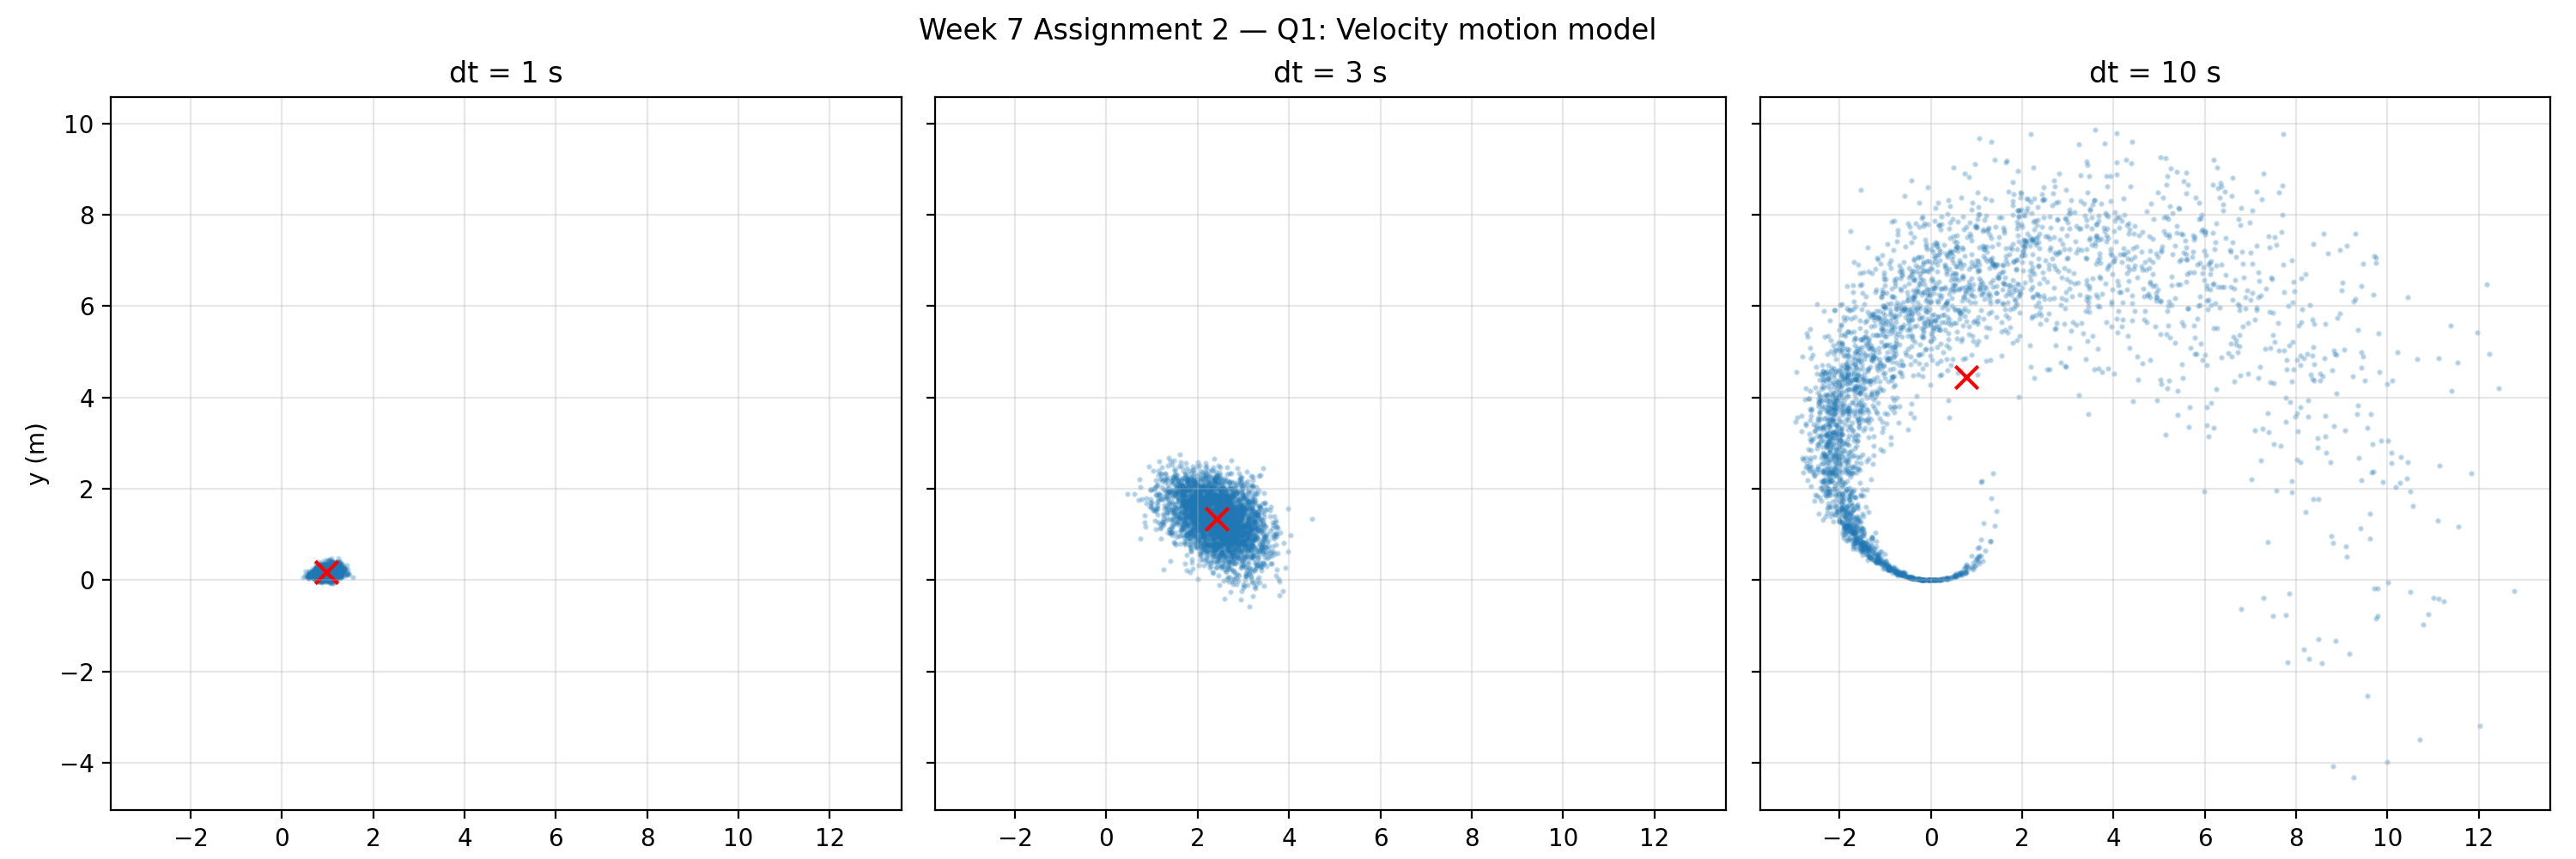 Week 7 Assignment 2 — Q1: Velocity motion model
dt = 1 s
dt = 3 s
dt = 10 s
y (m)
10
8
6
4
2
0
−2
−4
−2 0 2 4 6 8 10 12
−2 0 2 4 6 8 10 12
−2 0 2 4 6 8 10 12